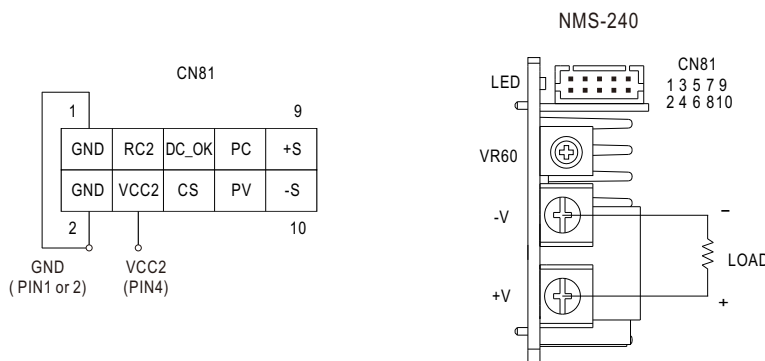 NMS-240
CN81
1 9
GND RC2 DC_OK PC +S
GND VCC2 CS PV -S
2 10
GND
( PIN1 or 2)
VCC2
(PIN4)
LED
CN81
1 3 5 7 9
2 4 6 8 10
VR60
-V
+V
−
LOAD
+